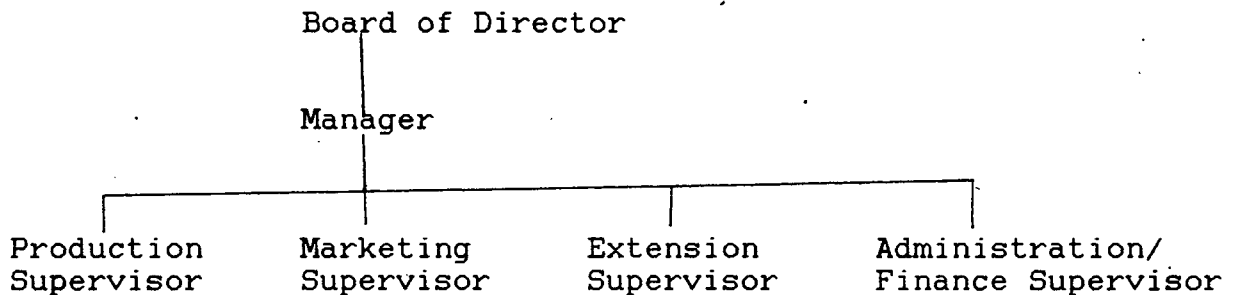 Board of Director
Manager
Production Marketing Extension Administration/
Supervisor Supervisor Supervisor Finance Supervisor